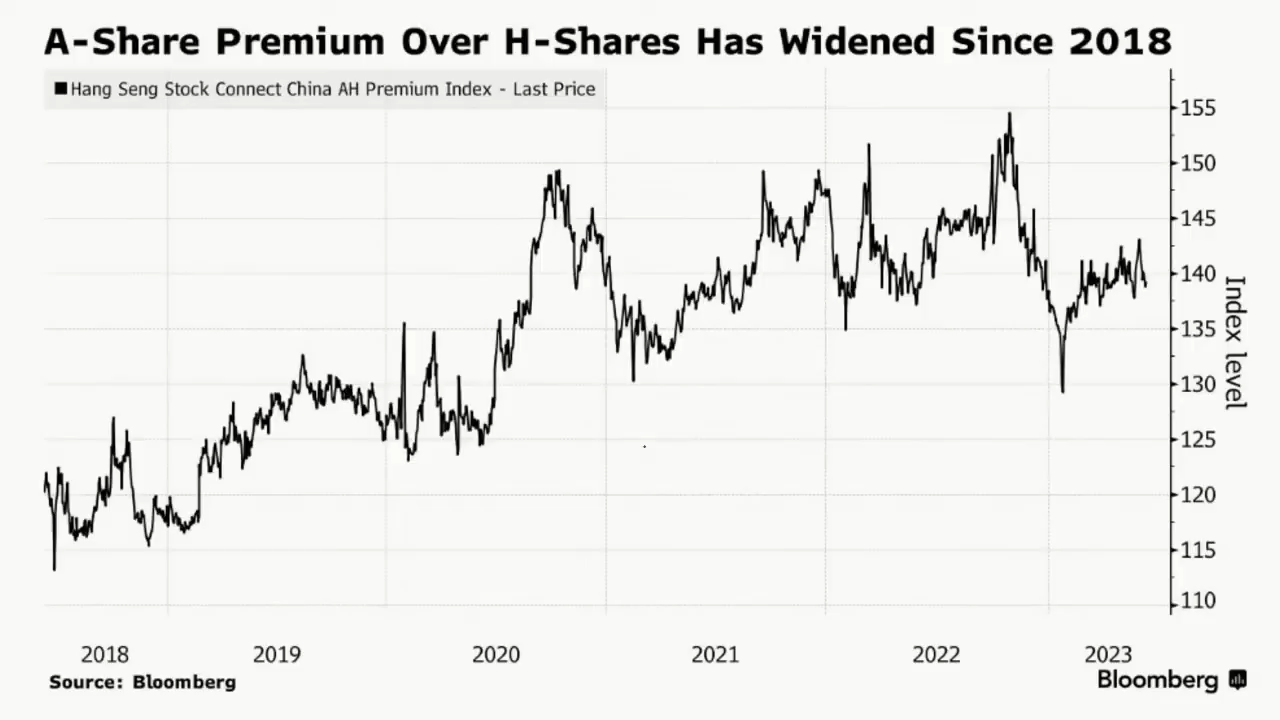 A-Share Premium Over H-Shares Has Widened Since 2018
Hang Seng Stock Connect China AH Premium Index - Last Price
155
150
145
140
135
130
125
120
115
110
Index level
2018 2019 2020 2021 2022 2023
Source: Bloomberg
Bloomberg